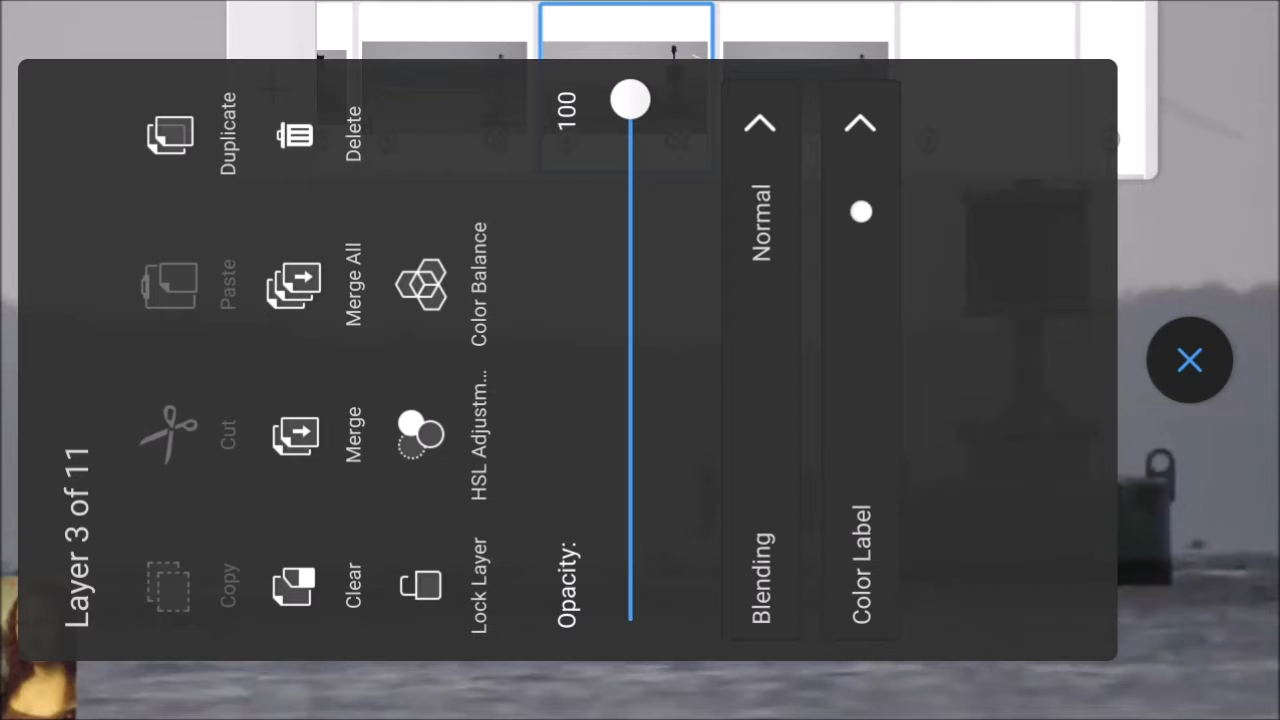 Layer 3 of 11
Copy
Cut
Paste
Duplicate
Clear
Merge
Merge All
Delete
Lock Layer
HSL Adjustm...
Color Balance
Opacity:
100
Blending
Normal
Color Label